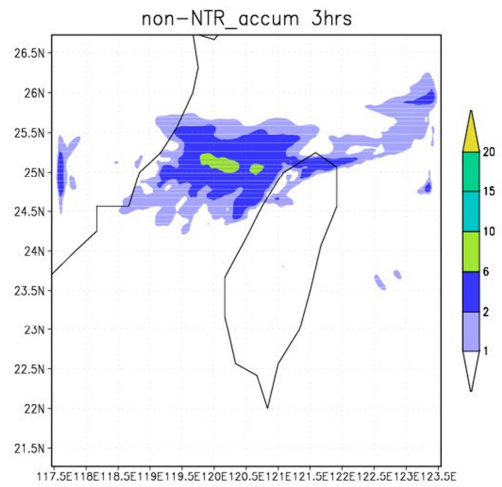 non-NTR_accum 3hrs
26.5N
26N
25.5N
25N
24.5N
24N
23.5N
23N
22.5N
22N
21.5N
117.5E118E118.5E119E119.5E120E120.5E121E121.5E122E122.5E123E123.5E
20
15
10
6
2
1